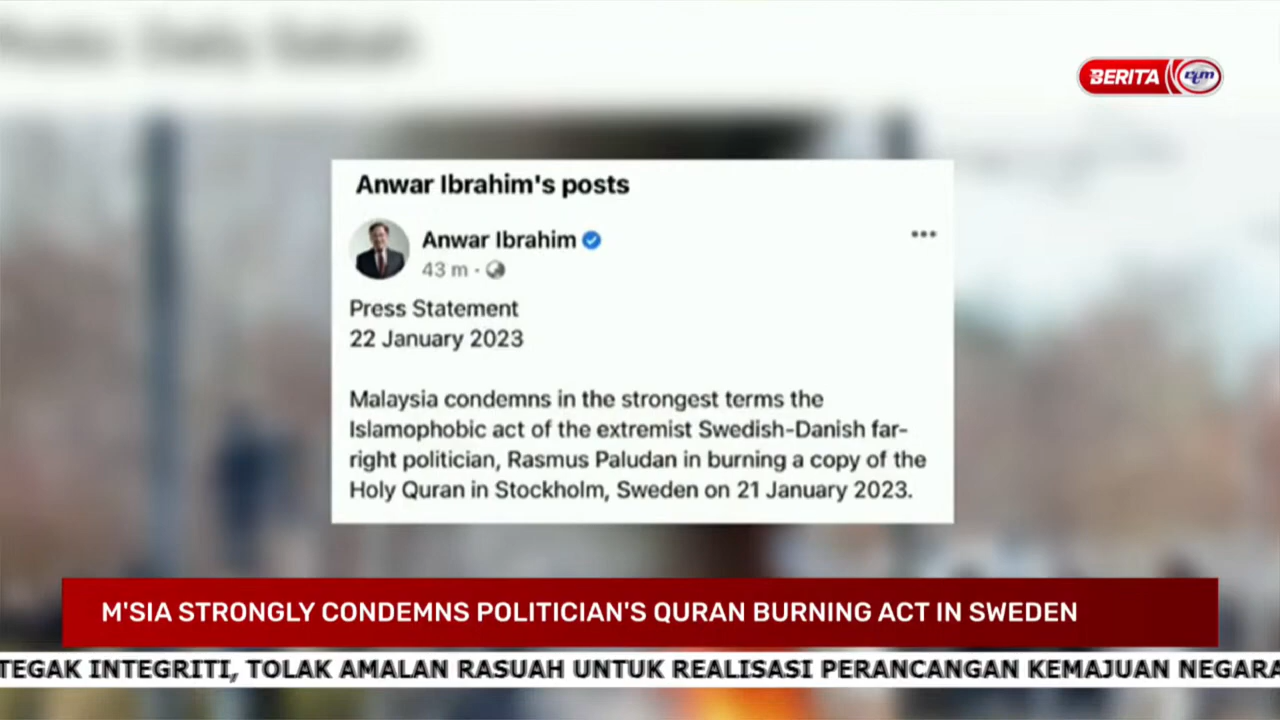 BERITA rtm
Anwar Ibrahim's posts
Anwar Ibrahim
43 m ·
Press Statement
22 January 2023
Malaysia condemns in the strongest terms the
Islamophobic act of the extremist Swedish-Danish far-
right politician, Rasmus Paludan in burning a copy of the
Holy Quran in Stockholm, Sweden on 21 January 2023.
M'SIA STRONGLY CONDEMNS POLITICIAN'S QURAN BURNING ACT IN SWEDEN
TEGAK INTEGRITI, TOLAK AMALAN RASUAH UNTUK REALISASI PERANCANGAN KEMAJUAN NEGARA